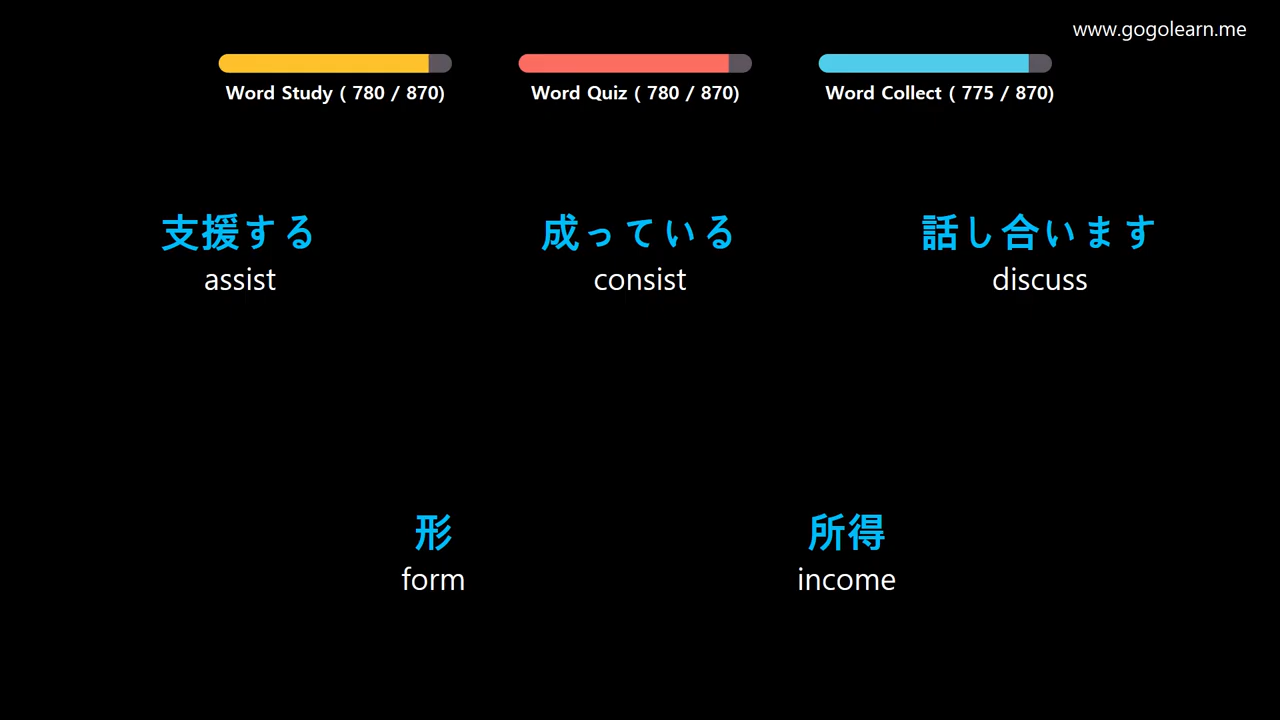 www.gogolearn.me
Word Study ( 780 / 870)
Word Quiz ( 780 / 870)
Word Collect ( 775 / 870)
支援する
assist
成っている
consist
話し合います
discuss
形
form
所得
income